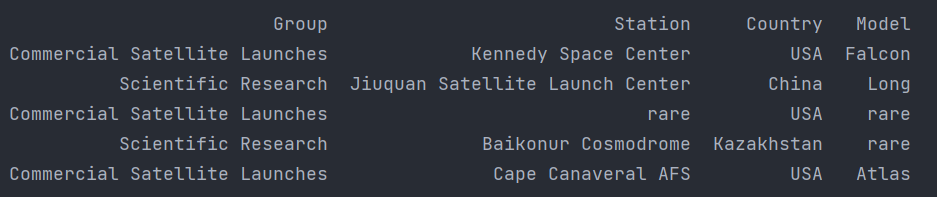 Group Station Country Model
Commercial Satellite Launches Kennedy Space Center USA Falcon
Scientific Research Jiuquan Satellite Launch Center China Long
Commercial Satellite Launches rare USA rare
Scientific Research Baikonur Cosmodrome Kazakhstan rare
Commercial Satellite Launches Cape Canaveral AFS USA Atlas